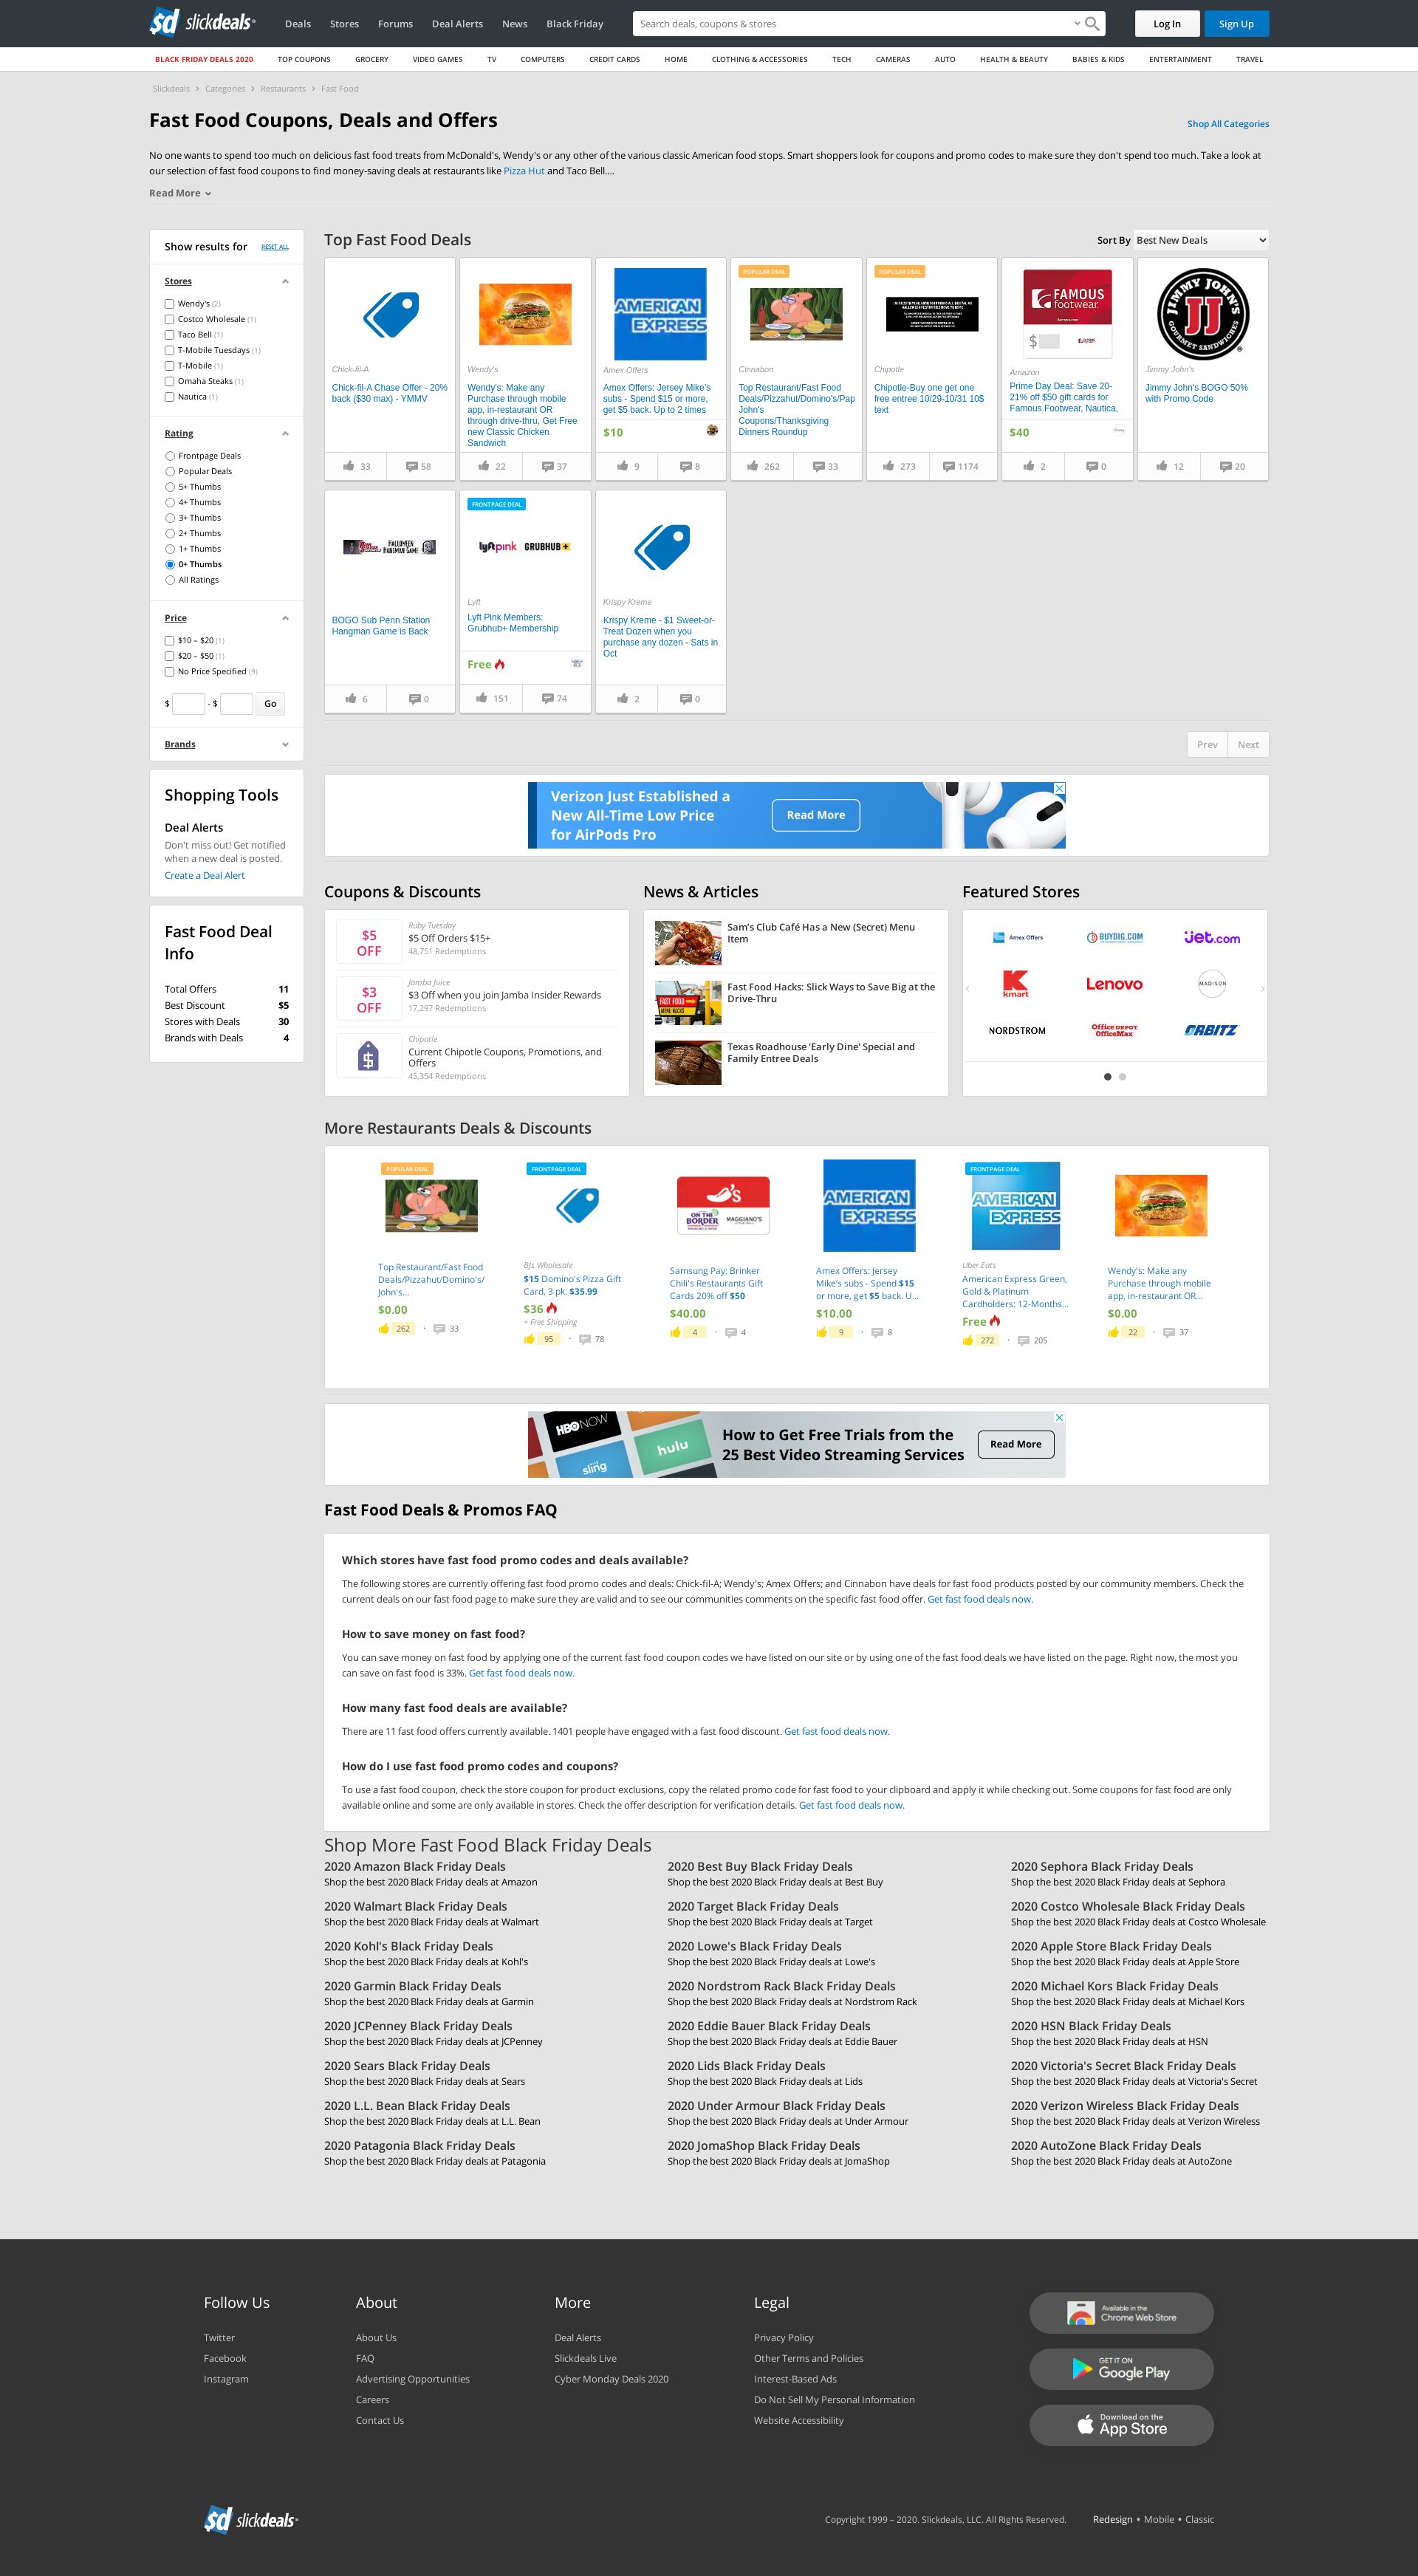 slickdeals
Deals Stores Forums Deal Alerts News Black Friday
Search deals, coupons & stores
Log In Sign Up
BLACK FRIDAY DEALS 2020 TOP COUPONS GROCERY VIDEO GAMES TV COMPUTERS CREDIT CARDS HOME CLOTHING & ACCESSORIES TECH CAMERAS AUTO HEALTH & BEAUTY BABIES & KIDS ENTERTAINMENT TRAVEL
Slickdeals > Categories > Restaurants > Fast Food
Fast Food Coupons, Deals and Offers
Shop All Categories
No one wants to spend too much on delicious fast food treats from McDonald's, Wendy's or any other of the various classic American food stops. Smart shoppers look for coupons and promo codes to make sure they don't spend too much. Take a look at
our selection of fast food coupons to find money-saving deals at restaurants like Pizza Hut and Taco Bell....
Read More
Show results for RESET ALL
Stores
Wendy's (2)
Costco Wholesale (1)
Taco Bell (1)
T-Mobile Tuesdays (1)
T-Mobile (1)
Omaha Steaks (1)
Nautica (1)
Rating
Frontpage Deals
Popular Deals
5+ Thumbs
4+ Thumbs
3+ Thumbs
2+ Thumbs
1+ Thumbs
0+ Thumbs
All Ratings
Price
$10 – $20 (1)
$20 – $50 (1)
No Price Specified (9)
$ - $ Go
Brands
Shopping Tools
Deal Alerts
Don't miss out! Get notified
when a new deal is posted.
Create a Deal Alert
Fast Food Deal
Info
Total Offers 11
Best Discount $5
Stores with Deals 30
Brands with Deals 4
Top Fast Food Deals
Sort By Best New Deals
Chick-fil-A
Chick-fil-A Chase Offer - 20%
back ($30 max) - YMMV
33 58
Wendy's
Wendy's: Make any
Purchase through mobile
app, in-restaurant OR
through drive-thru, Get Free
new Classic Chicken
Sandwich
22 37
AMERICAN
EXPRESS
Amex Offers
Amex Offers: Jersey Mike's
subs - Spend $15 or more,
get $5 back. Up to 2 times
$10
9 8
POPULAR DEAL
Cinnabon
Top Restaurant/Fast Food
Deals/Pizzahut/Domino's/Pap
John's
Coupons/Thanksgiving
Dinners Roundup
262 33
POPULAR DEAL
Chipotle
Chipotle-Buy one get one
free entree 10/29-10/31 10$
text
273 1174
FAMOUS
footwear
$
Amazon
Prime Day Deal: Save 20-
21% off $50 gift cards for
Famous Footwear, Nautica,
$40
2 0
JIMMY JOHN'S
JJ
GOURMET SANDWICHES
Jimmy John's
Jimmy John's BOGO 50%
with Promo Code
12 20
HALLOWEEN
HANGMAN GAME
BOGO Sub Penn Station
Hangman Game is Back
6 0
FRONTPAGE DEAL
lyft pink GRUBHUB+
Lyft
Lyft Pink Members:
Grubhub+ Membership
Free
151 74
Krispy Kreme
Krispy Kreme - $1 Sweet-or-
Treat Dozen when you
purchase any dozen - Sats in
Oct
2 0
Prev Next
Verizon Just Established a
New All-Time Low Price
for AirPods Pro
Read More
Coupons & Discounts
$5
OFF
Ruby Tuesday
$5 Off Orders $15+
48,751 Redemptions
$3
OFF
Jamba Juice
$3 Off when you join Jamba Insider Rewards
17,297 Redemptions
Chipotle
Current Chipotle Coupons, Promotions, and
Offers
45,354 Redemptions
News & Articles
Sam's Club Café Has a New (Secret) Menu
Item
FAST FOOD
Fast Food Hacks: Slick Ways to Save Big at the
Drive-Thru
Texas Roadhouse 'Early Dine' Special and
Family Entree Deals
Featured Stores
Amex Offers BUYDIG.COM jet.com
kmart Lenovo MADISON
NORDSTROM Office DEPOT OfficeMax ORBITZ
More Restaurants Deals & Discounts
POPULAR DEAL
Top Restaurant/Fast Food
Deals/Pizzahut/Domino's/
John's...
$0.00
262 · 33
FRONTPAGE DEAL
BJs Wholesale
$15 Domino's Pizza Gift
Card, 3 pk. $35.99
$36
+ Free Shipping
95 · 78
ON THE
BORDER
MAGGIANO'S
Samsung Pay: Brinker
Chili's Restaurants Gift
Cards 20% off $50
$40.00
4 · 4
AMERICAN
EXPRESS
Amex Offers: Jersey
Mike's subs - Spend $15
or more, get $5 back. U...
$10.00
9 · 8
FRONTPAGE DEAL
AMERICAN
EXPRESS
Uber Eats
American Express Green,
Gold & Platinum
Cardholders: 12-Months...
Free
272 · 205
Wendy's: Make any
Purchase through mobile
app, in-restaurant OR...
$0.00
22 · 37
HBO NOW
hulu
sling
How to Get Free Trials from the
25 Best Video Streaming Services
Read More
Fast Food Deals & Promos FAQ
Which stores have fast food promo codes and deals available?
The following stores are currently offering fast food promo codes and deals: Chick-fil-A; Wendy's; Amex Offers; and Cinnabon have deals for fast food products posted by our community members. Check the
current deals on our fast food page to make sure they are valid and to see our communities comments on the specific fast food offer. Get fast food deals now.
How to save money on fast food?
You can save money on fast food by applying one of the current fast food coupon codes we have listed on our site or by using one of the fast food deals we have listed on the page. Right now, the most you
can save on fast food is 33%. Get fast food deals now.
How many fast food deals are available?
There are 11 fast food offers currently available. 1401 people have engaged with a fast food discount. Get fast food deals now.
How do I use fast food promo codes and coupons?
To use a fast food coupon, check the store coupon for product exclusions, copy the related promo code for fast food to your clipboard and apply it while checking out. Some coupons for fast food are only
available online and some are only available in stores. Check the offer description for verification details. Get fast food deals now.
Shop More Fast Food Black Friday Deals
2020 Amazon Black Friday Deals
Shop the best 2020 Black Friday deals at Amazon
2020 Best Buy Black Friday Deals
Shop the best 2020 Black Friday deals at Best Buy
2020 Sephora Black Friday Deals
Shop the best 2020 Black Friday deals at Sephora
2020 Walmart Black Friday Deals
Shop the best 2020 Black Friday deals at Walmart
2020 Target Black Friday Deals
Shop the best 2020 Black Friday deals at Target
2020 Costco Wholesale Black Friday Deals
Shop the best 2020 Black Friday deals at Costco Wholesale
2020 Kohl's Black Friday Deals
Shop the best 2020 Black Friday deals at Kohl's
2020 Lowe's Black Friday Deals
Shop the best 2020 Black Friday deals at Lowe's
2020 Apple Store Black Friday Deals
Shop the best 2020 Black Friday deals at Apple Store
2020 Garmin Black Friday Deals
Shop the best 2020 Black Friday deals at Garmin
2020 Nordstrom Rack Black Friday Deals
Shop the best 2020 Black Friday deals at Nordstrom Rack
2020 Michael Kors Black Friday Deals
Shop the best 2020 Black Friday deals at Michael Kors
2020 JCPenney Black Friday Deals
Shop the best 2020 Black Friday deals at JCPenney
2020 Eddie Bauer Black Friday Deals
Shop the best 2020 Black Friday deals at Eddie Bauer
2020 HSN Black Friday Deals
Shop the best 2020 Black Friday deals at HSN
2020 Sears Black Friday Deals
Shop the best 2020 Black Friday deals at Sears
2020 Lids Black Friday Deals
Shop the best 2020 Black Friday deals at Lids
2020 Victoria's Secret Black Friday Deals
Shop the best 2020 Black Friday deals at Victoria's Secret
2020 L.L. Bean Black Friday Deals
Shop the best 2020 Black Friday deals at L.L. Bean
2020 Under Armour Black Friday Deals
Shop the best 2020 Black Friday deals at Under Armour
2020 Verizon Wireless Black Friday Deals
Shop the best 2020 Black Friday deals at Verizon Wireless
2020 Patagonia Black Friday Deals
Shop the best 2020 Black Friday deals at Patagonia
2020 JomaShop Black Friday Deals
Shop the best 2020 Black Friday deals at JomaShop
2020 AutoZone Black Friday Deals
Shop the best 2020 Black Friday deals at AutoZone
Follow Us
Twitter
Facebook
Instagram
About
About Us
FAQ
Advertising Opportunities
Careers
Contact Us
More
Deal Alerts
Slickdeals Live
Cyber Monday Deals 2020
Legal
Privacy Policy
Other Terms and Policies
Interest-Based Ads
Do Not Sell My Personal Information
Website Accessibility
Available in the
Chrome Web Store
GET IT ON
Google Play
Download on the
App Store
slickdeals
Copyright 1999 – 2020. Slickdeals, LLC. All Rights Reserved. Redesign • Mobile • Classic